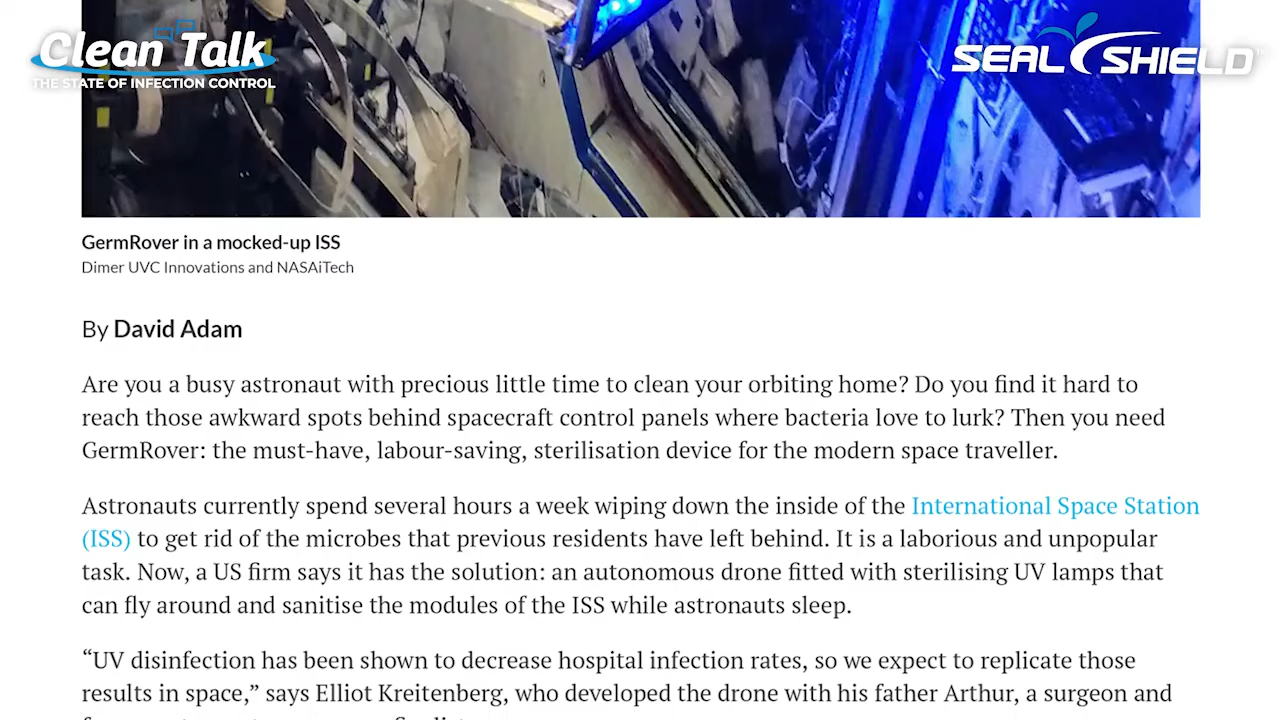 Clean Talk
THE STATE OF INFECTION CONTROL
SEAL SHIELD
GermRover in a mocked-up ISS
Dimer UVC Innovations and NASAiTech
By David Adam
Are you a busy astronaut with precious little time to clean your orbiting home? Do you find it hard to
reach those awkward spots behind spacecraft control panels where bacteria love to lurk? Then you need
GermRover: the must-have, labour-saving, sterilisation device for the modern space traveller.
Astronauts currently spend several hours a week wiping down the inside of the International Space Station
(ISS) to get rid of the microbes that previous residents have left behind. It is a laborious and unpopular
task. Now, a US firm says it has the solution: an autonomous drone fitted with sterilising UV lamps that
can fly around and sanitise the modules of the ISS while astronauts sleep.
“UV disinfection has been shown to decrease hospital infection rates, so we expect to replicate those
results in space,” says Elliot Kreitenberg, who developed the drone with his father Arthur, a surgeon and